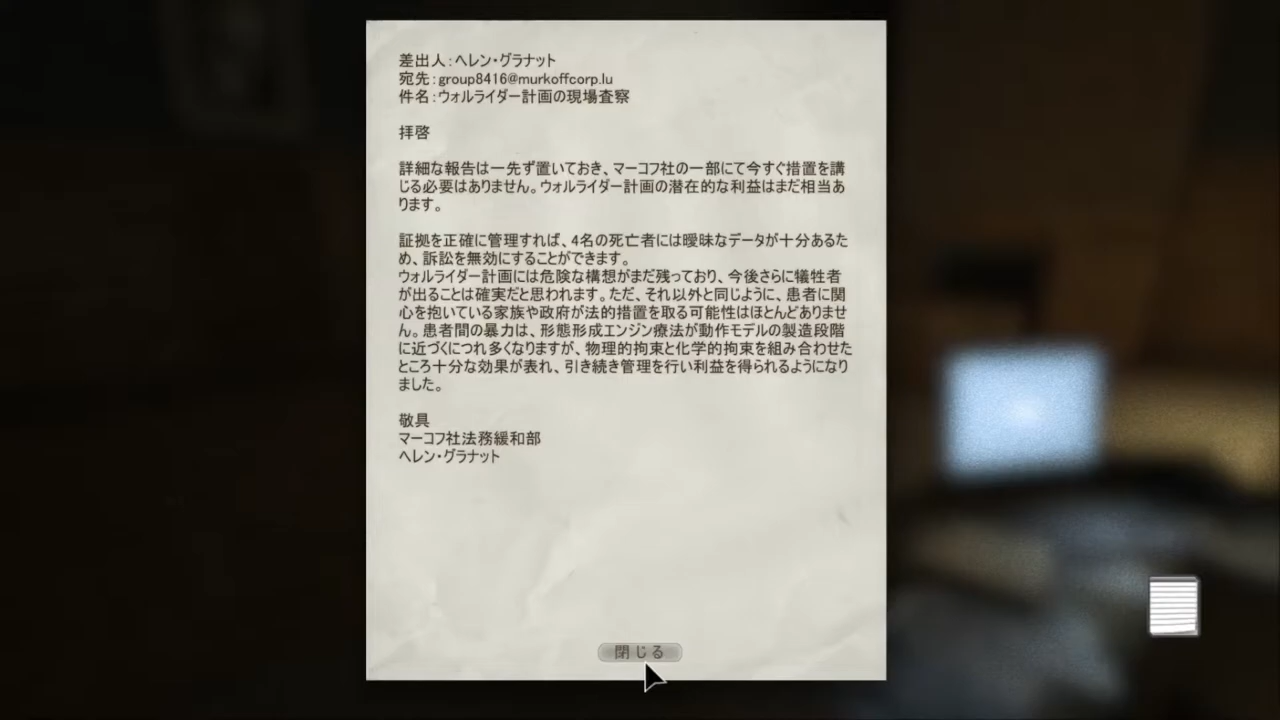 差出人：ヘレン・グラナット
宛先：group8416@murkoffcorp.lu
件名：ウォルライダー計画の現場査察
拝啓
詳細な報告は一先ず置いておき、マーコフ社の一部にて今すぐ措置を講
じる必要はありません。ウォルライダー計画の潜在的な利益はまだ相当あ
ります。
証拠を正確に管理すれば、4名の死亡者には曖昧なデータが十分あるた
め、訴訟を無効にすることができます。
ウォルライダー計画には危険な構想がまだ残っており、今後さらに犠牲者
が出ることは確実だと思われます。ただ、それ以外と同じように、患者に関
心を抱いている家族や政府が法的措置を取る可能性はほとんどありませ
ん。患者間の暴力は、形態形成エンジン療法が動作モデルの製造段階
に近づくにつれ多くなりますが、物理的拘束と化学的拘束を組み合わせた
ところ十分な効果が表れ、引き続き管理を行い利益を得られるようになり
ました。
敬具
マーコフ社法務緩和部
ヘレン・グラナット
閉じる